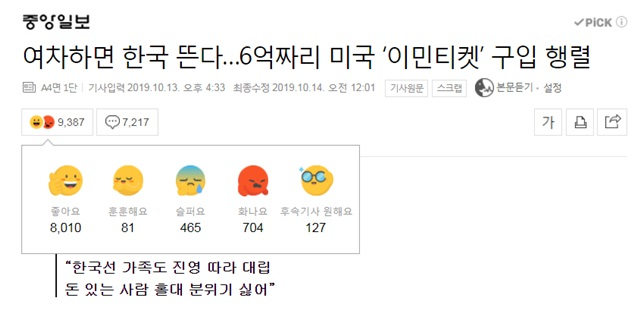 중앙일보
PiCK
여차하면 한국 뜬다...6억짜리 미국 ‘이민티켓’ 구입 행렬
A4면 1단 기사입력 2019.10.13. 오후 4:33 최종수정 2019.10.14. 오전 12:01 기사원문 스크랩 본문듣기 · 설정
9,387 7,217 가
좋아요 훈훈해요 슬퍼요 화나요 후속기사 원해요
8,010 81 465 704 127
“한국선 가족도 진영 따라 대립
돈 있는 사람 홀대 분위기 싫어”